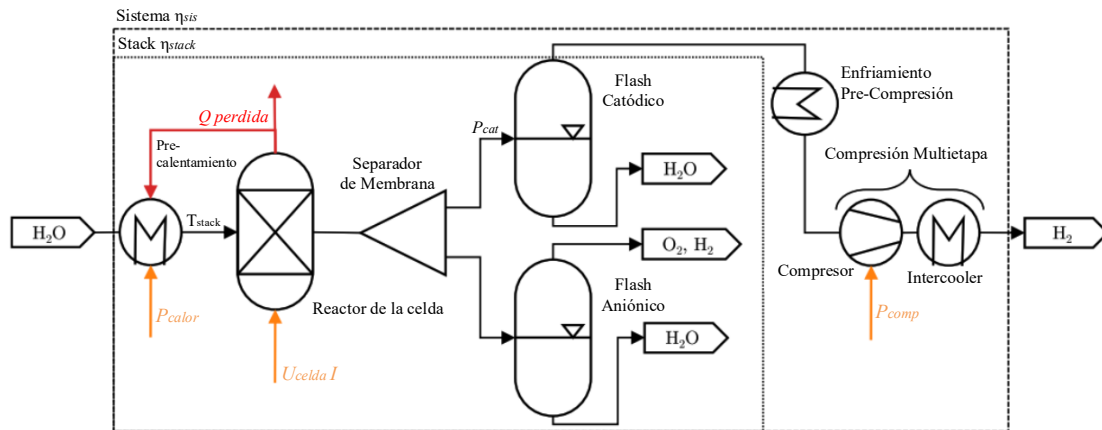 Sistema ηsis
Stack ηstack
Q perdida
Pre-
calentamiento
H₂O
Tstack
Pcalor
Reactor de la celda
Ucelda I
Separador
de Membrana
Pcat
Flash
Catódico
H₂O
O₂, H₂
Flash
Aniónico
H₂O
Enfriamiento
Pre-Compresión
Compresión Multietapa
Compresor
Intercooler
Pcomp
H₂